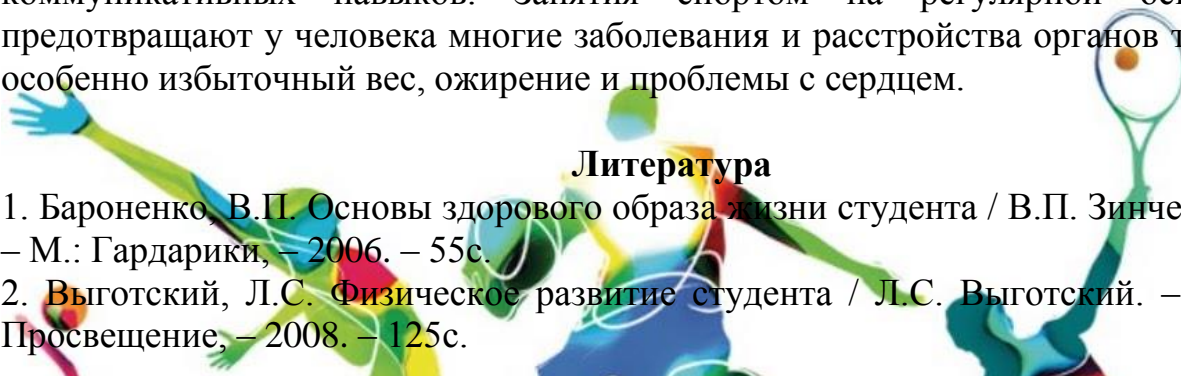 коммуникативных навыков. Занятия спортом на регулярной
предотвращают у человека многие заболевания и расстройства органов
особенно избыточный вес, ожирение и проблемы с сердцем.
Литература
1. Бароненко, В.П. Основы здорового образа жизни студента / В.П. Зинче
– М.: Гардарики, – 2006. – 55с.
2. Выготский, Л.С. Физическое развитие студента / Л.С. Выготский. –
Просвещение, – 2008. – 125с.